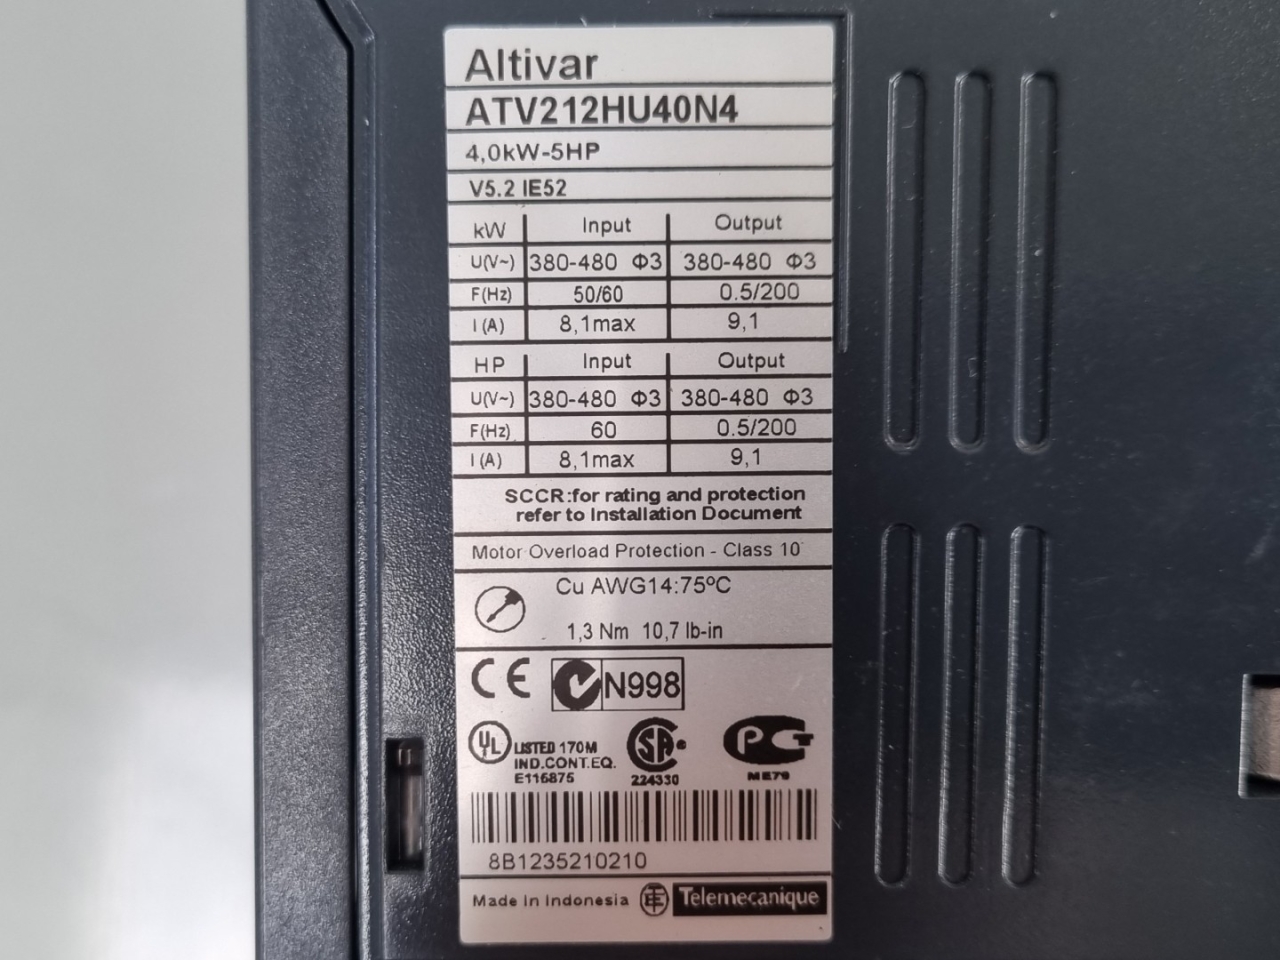 Altivar
ATV212HU40N4
4,0kW-5HP
V5.2 IE52
kW Input Output
U(V~) 380-480 Φ3 380-480 Φ3
F(Hz) 50/60 0.5/200
I (A) 8,1max 9,1
HP Input Output
U(V~) 380-480 Φ3 380-480 Φ3
F(Hz) 60 0.5/200
I (A) 8,1max 9,1
SCCR:for rating and protection
refer to Installation Document
Motor Overload Protection - Class 10
Cu AWG14:75°C
1,3 Nm 10,7 lb-in
CE N998
UL LISTED 170M
IND.CONT.EQ.
E116875
SA
224330
PCT
ME79
8B1235210210
Made in Indonesia TE Telemecanique